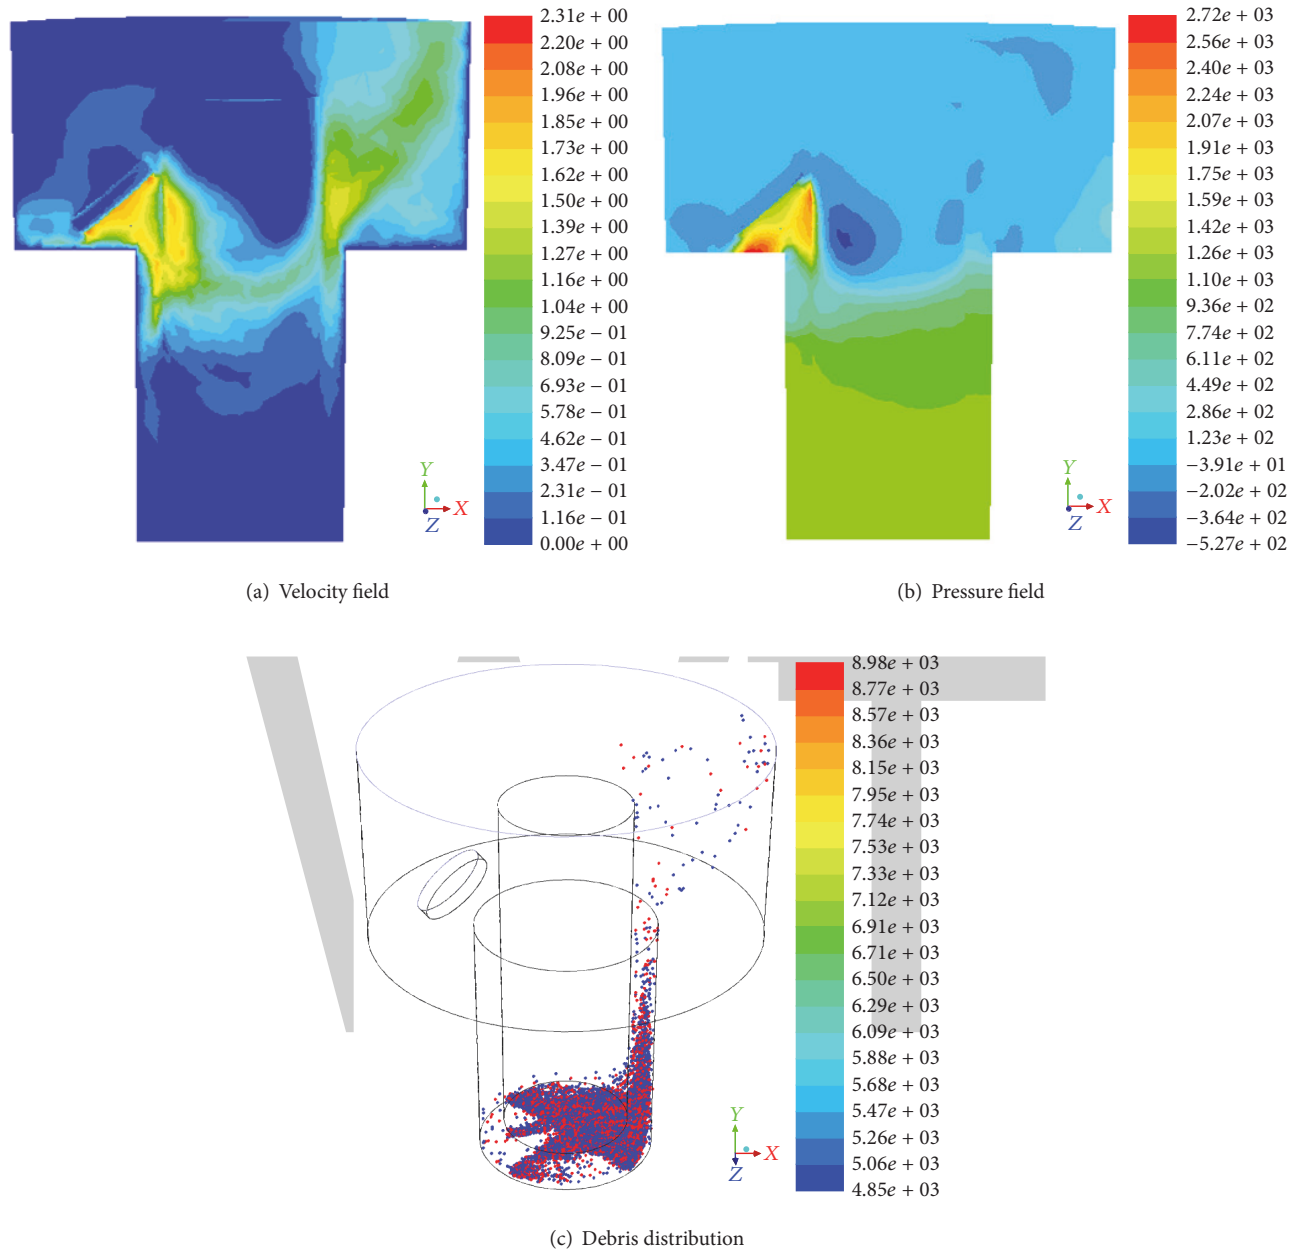 2.31e + 00
2.20e + 00
2.08e + 00
1.96e + 00
1.85e + 00
1.73e + 00
1.62e + 00
1.50e + 00
1.39e + 00
1.27e + 00
1.16e + 00
1.04e + 00
9.25e − 01
8.09e − 01
6.93e − 01
5.78e − 01
4.62e − 01
3.47e − 01
2.31e − 01
1.16e − 01
0.00e + 00
Y
X
Z
(a) Velocity field
2.72e + 03
2.56e + 03
2.40e + 03
2.24e + 03
2.07e + 03
1.91e + 03
1.75e + 03
1.59e + 03
1.42e + 03
1.26e + 03
1.10e + 03
9.36e + 02
7.74e + 02
6.11e + 02
4.49e + 02
2.86e + 02
1.23e + 02
−3.91e + 01
−2.02e + 02
−3.64e + 02
−5.27e + 02
Y
X
Z
(b) Pressure field
8.98e + 03
8.77e + 03
8.57e + 03
8.36e + 03
8.15e + 03
7.95e + 03
7.74e + 03
7.53e + 03
7.33e + 03
7.12e + 03
6.91e + 03
6.71e + 03
6.50e + 03
6.29e + 03
6.09e + 03
5.88e + 03
5.68e + 03
5.47e + 03
5.26e + 03
5.06e + 03
4.85e + 03
Y
X
Z
(c) Debris distribution